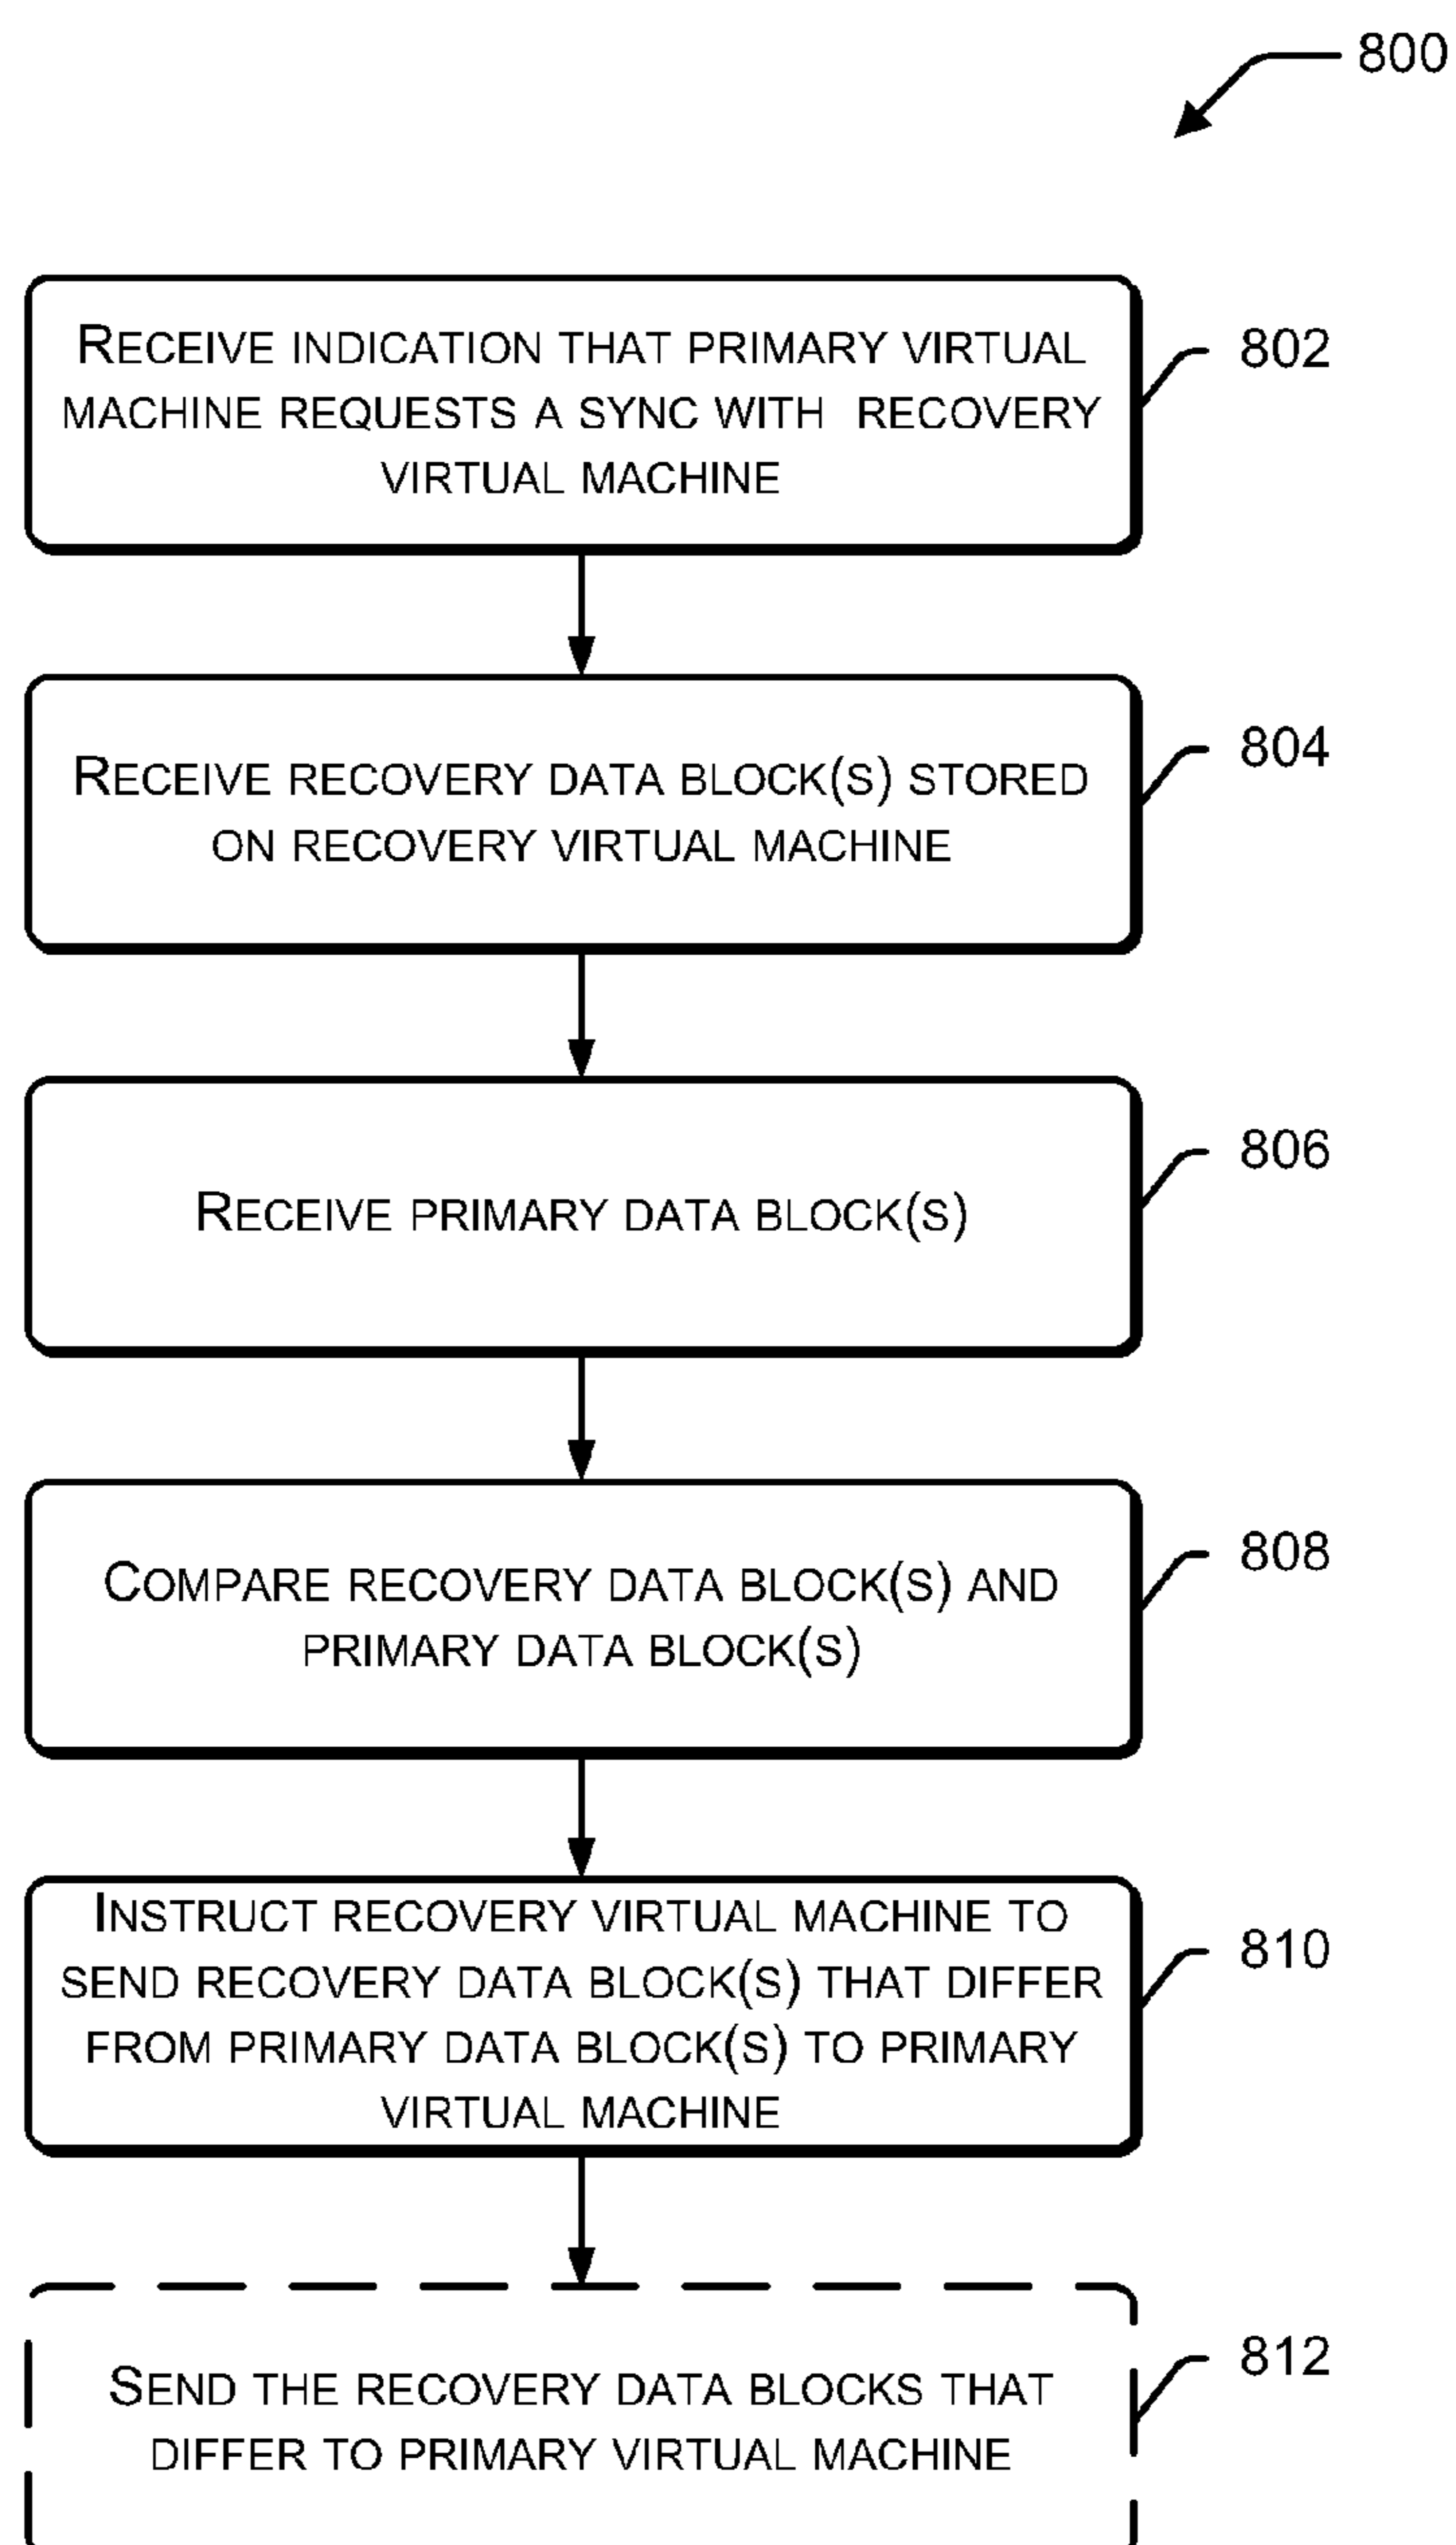 800
RECEIVE INDICATION THAT PRIMARY VIRTUAL
MACHINE REQUESTS A SYNC WITH RECOVERY
VIRTUAL MACHINE
802
RECEIVE RECOVERY DATA BLOCK(S) STORED
ON RECOVERY VIRTUAL MACHINE
804
RECEIVE PRIMARY DATA BLOCK(S)
806
COMPARE RECOVERY DATA BLOCK(S) AND
PRIMARY DATA BLOCK(S)
808
INSTRUCT RECOVERY VIRTUAL MACHINE TO
SEND RECOVERY DATA BLOCK(S) THAT DIFFER
FROM PRIMARY DATA BLOCK(S) TO PRIMARY
VIRTUAL MACHINE
810
SEND THE RECOVERY DATA BLOCKS THAT
DIFFER TO PRIMARY VIRTUAL MACHINE
812